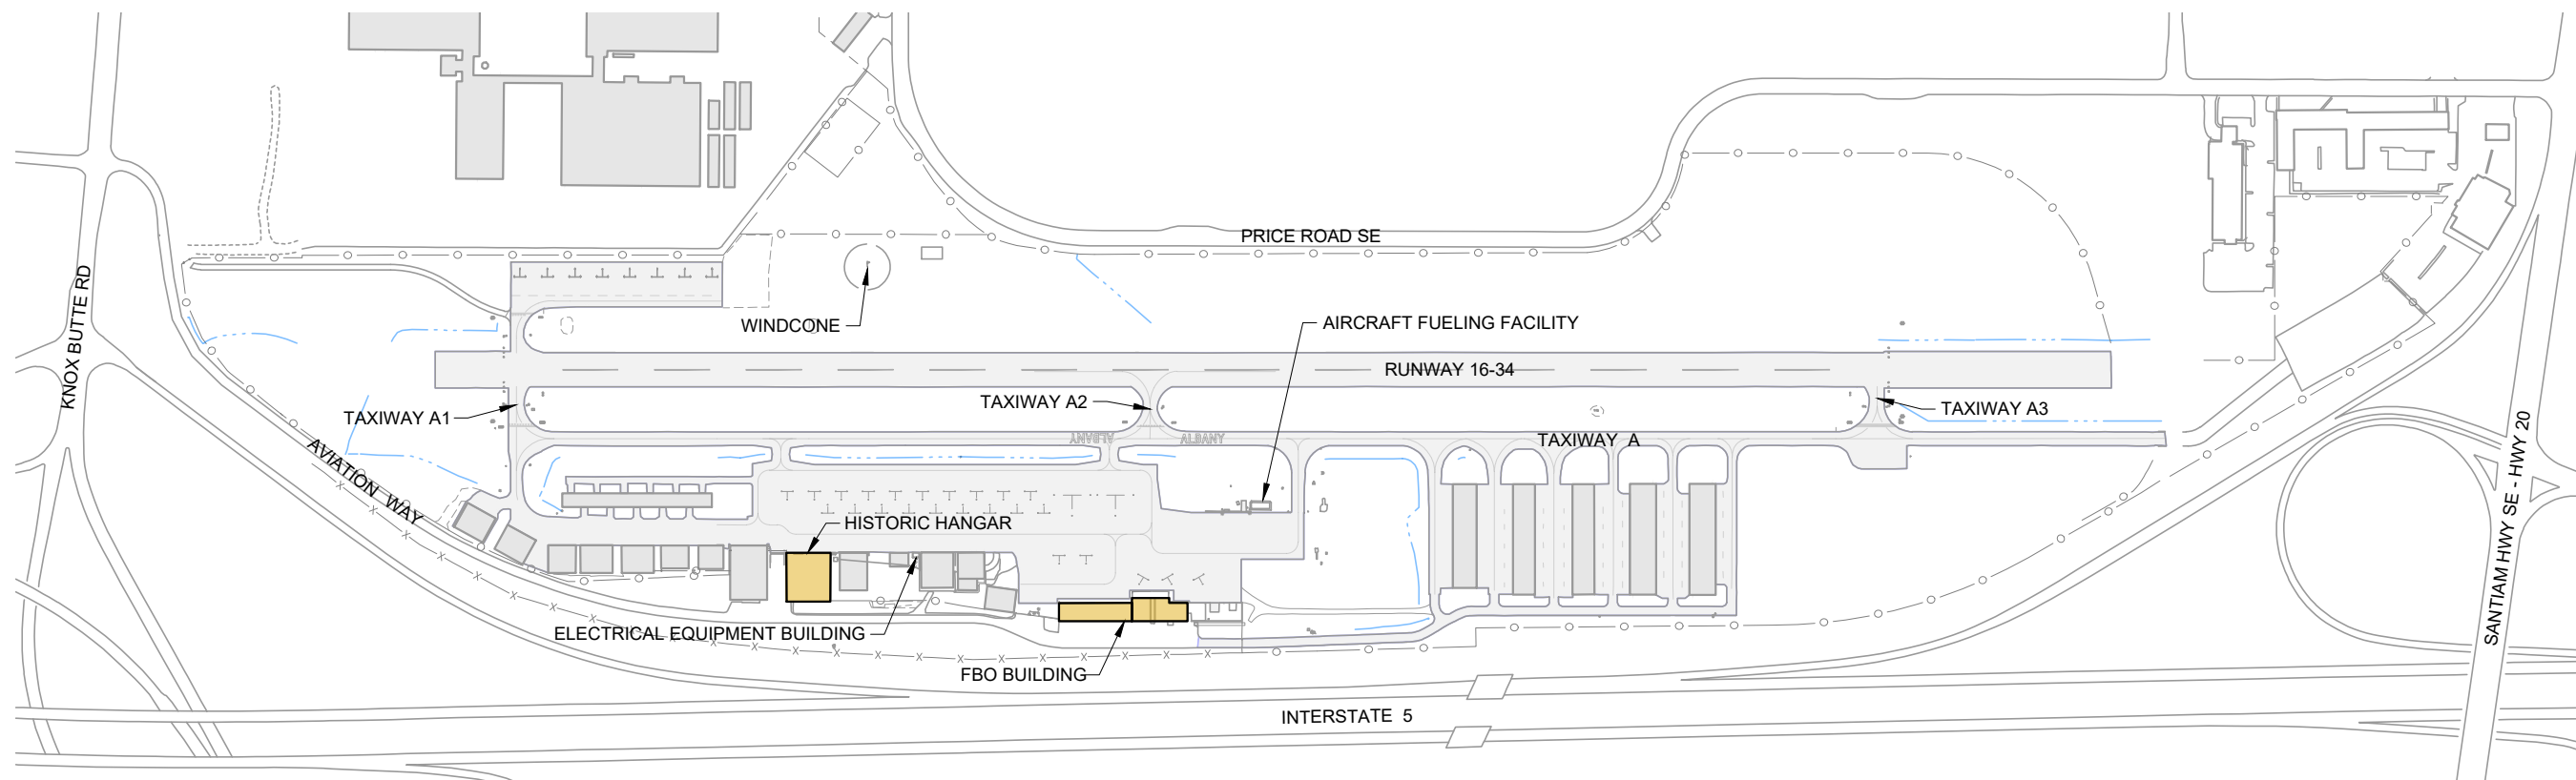 PRICE ROAD SE
KNOX BUTTE RD
WINDCONE
AIRCRAFT FUELING FACILITY
RUNWAY 16-34
TAXIWAY A1
TAXIWAY A2
TAXIWAY A3
ALBANY
ALBANY
TAXIWAY A
AVIATION WAY
HISTORIC HANGAR
SANTIAM HWY SE - HWY 20
ELECTRICAL EQUIPMENT BUILDING
FBO BUILDING
INTERSTATE 5